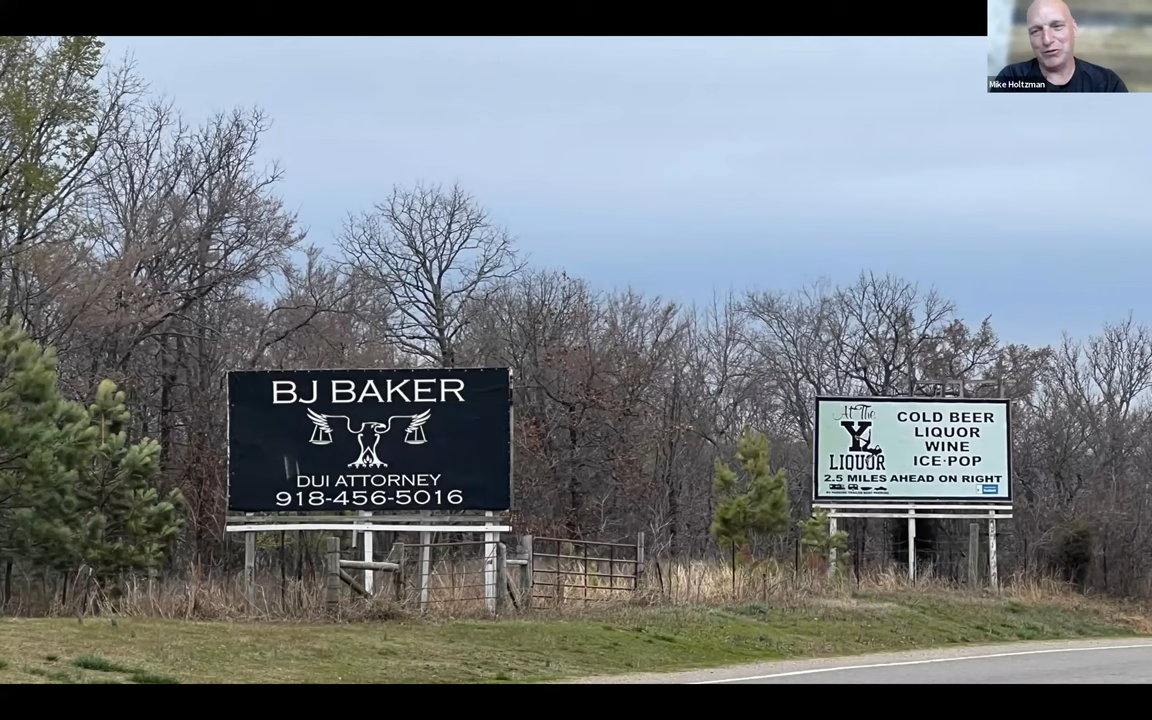 Mike Holtzman
BJ BAKER
DUI ATTORNEY
918-456-5016
At The
Y
LIQUOR
COLD BEER
LIQUOR
WINE
ICE·POP
2.5 MILES AHEAD ON RIGHT